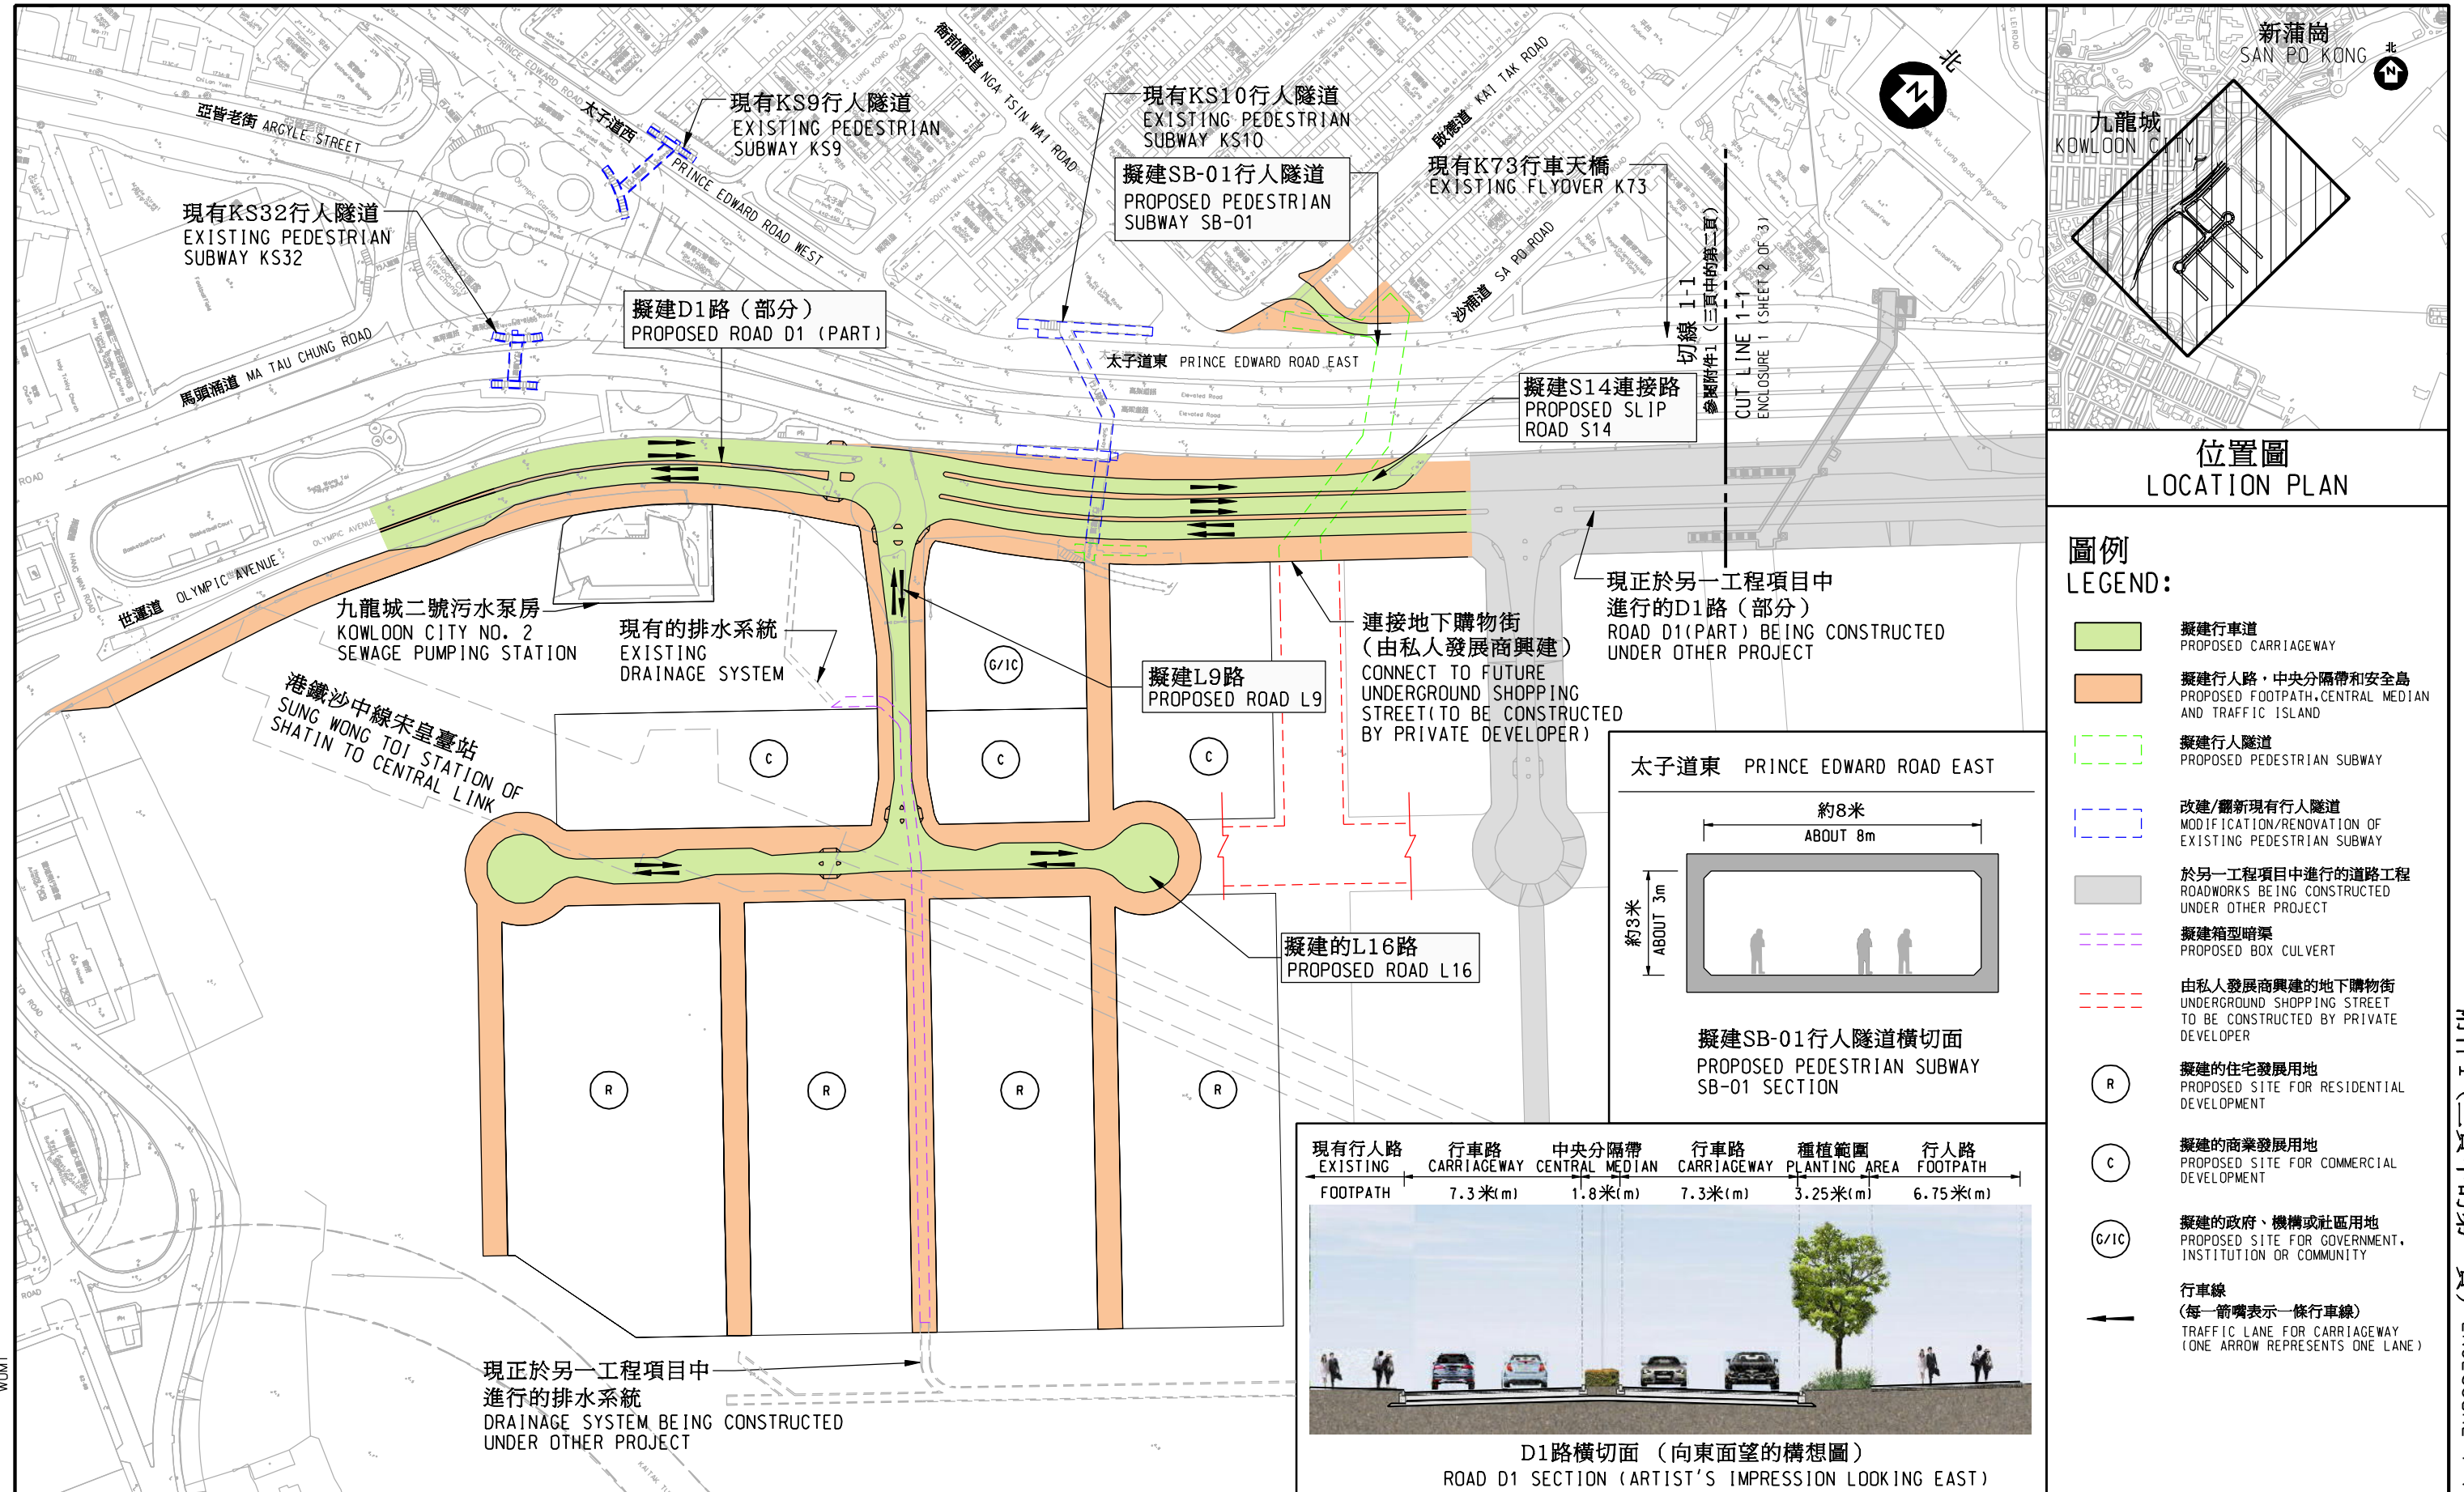 亞皆老街 ARGYLE STREET
太子道西
PRINCE EDWARD ROAD WEST
衙前圍道 NGA TSIN WAI ROAD
現有KS9行人隧道
EXISTING PEDESTRIAN
SUBWAY KS9
現有KS10行人隧道
EXISTING PEDESTRIAN
SUBWAY KS10
擬建SB-01行人隧道
PROPOSED PEDESTRIAN
SUBWAY SB-01
啟德道 KAI TAK ROAD
CARPENTER ROAD
SOUTH WALL ROAD
現有K73行車天橋
EXISTING FLYOVER K73
北
N
沙浦道 SA PO ROAD
現有KS32行人隧道
EXISTING PEDESTRIAN
SUBWAY KS32
擬建D1路（部分）
PROPOSED ROAD D1 (PART)
馬頭涌道 MA TAU CHUNG ROAD
太子道東 PRINCE EDWARD ROAD EAST
Elevated Road
Elevated Road
切線 1-1
參閱附件1（三頁中的第二頁）
CUT LINE 1-1
ENCLOSURE 1 (SHEET 2 OF 3)
擬建S14連接路
PROPOSED SLIP
ROAD S14
Basketball Court
Basketball Court
OLYMPIC AVENUE
世運道 OLYMPIC AVENUE
九龍城二號污水泵房
KOWLOON CITY NO. 2
SEWAGE PUMPING STATION
現有的排水系統
EXISTING
DRAINAGE SYSTEM
G/IC
擬建L9路
PROPOSED ROAD L9
連接地下購物街
（由私人發展商興建）
CONNECT TO FUTURE
UNDERGROUND SHOPPING
STREET(TO BE CONSTRUCTED
BY PRIVATE DEVELOPER)
現正於另一工程項目中
進行的D1路（部分）
ROAD D1(PART) BEING CONSTRUCTED
UNDER OTHER PROJECT
港鐵沙中線宋皇臺站
SUNG WONG TOI STATION OF
SHATIN TO CENTRAL LINK
C
C
C
擬建的L16路
PROPOSED ROAD L16
R
R
R
R
現正於另一工程項目中
進行的排水系統
DRAINAGE SYSTEM BEING CONSTRUCTED
UNDER OTHER PROJECT
太子道東 PRINCE EDWARD ROAD EAST
約8米
ABOUT 8m
約3米
ABOUT 3m
擬建SB-01行人隧道橫切面
PROPOSED PEDESTRIAN SUBWAY
SB-01 SECTION
現有行人路 行車路 中央分隔帶 行車路 種植範圍 行人路
EXISTING CARRIAGEWAY CENTRAL MEDIAN CARRIAGEWAY PLANTING AREA FOOTPATH
FOOTPATH 7.3米(m) 1.8米(m) 7.3米(m) 3.25米(m) 6.75米(m)
D1路橫切面 （向東面望的構想圖）
ROAD D1 SECTION (ARTIST'S IMPRESSION LOOKING EAST)
新蒲崗
SAN PO KONG
北
N
九龍城
KOWLOON CITY
位置圖
LOCATION PLAN
圖例
LEGEND:
擬建行車道
PROPOSED CARRIAGEWAY
擬建行人路，中央分隔帶和安全島
PROPOSED FOOTPATH,CENTRAL MEDIAN
AND TRAFFIC ISLAND
擬建行人隧道
PROPOSED PEDESTRIAN SUBWAY
改建/翻新現有行人隧道
MODIFICATION/RENOVATION OF
EXISTING PEDESTRIAN SUBWAY
於另一工程項目中進行的道路工程
ROADWORKS BEING CONSTRUCTED
UNDER OTHER PROJECT
擬建箱型暗渠
PROPOSED BOX CULVERT
由私人發展商興建的地下購物街
UNDERGROUND SHOPPING STREET
TO BE CONSTRUCTED BY PRIVATE
DEVELOPER
R
擬建的住宅發展用地
PROPOSED SITE FOR RESIDENTIAL
DEVELOPMENT
C
擬建的商業發展用地
PROPOSED SITE FOR COMMERCIAL
DEVELOPMENT
G/IC
擬建的政府、機構或社區用地
PROPOSED SITE FOR GOVERNMENT,
INSTITUTION OR COMMUNITY
行車線
（每一箭嘴表示一條行車線）
TRAFFIC LANE FOR CARRIAGEWAY
(ONE ARROW REPRESENTS ONE LANE)